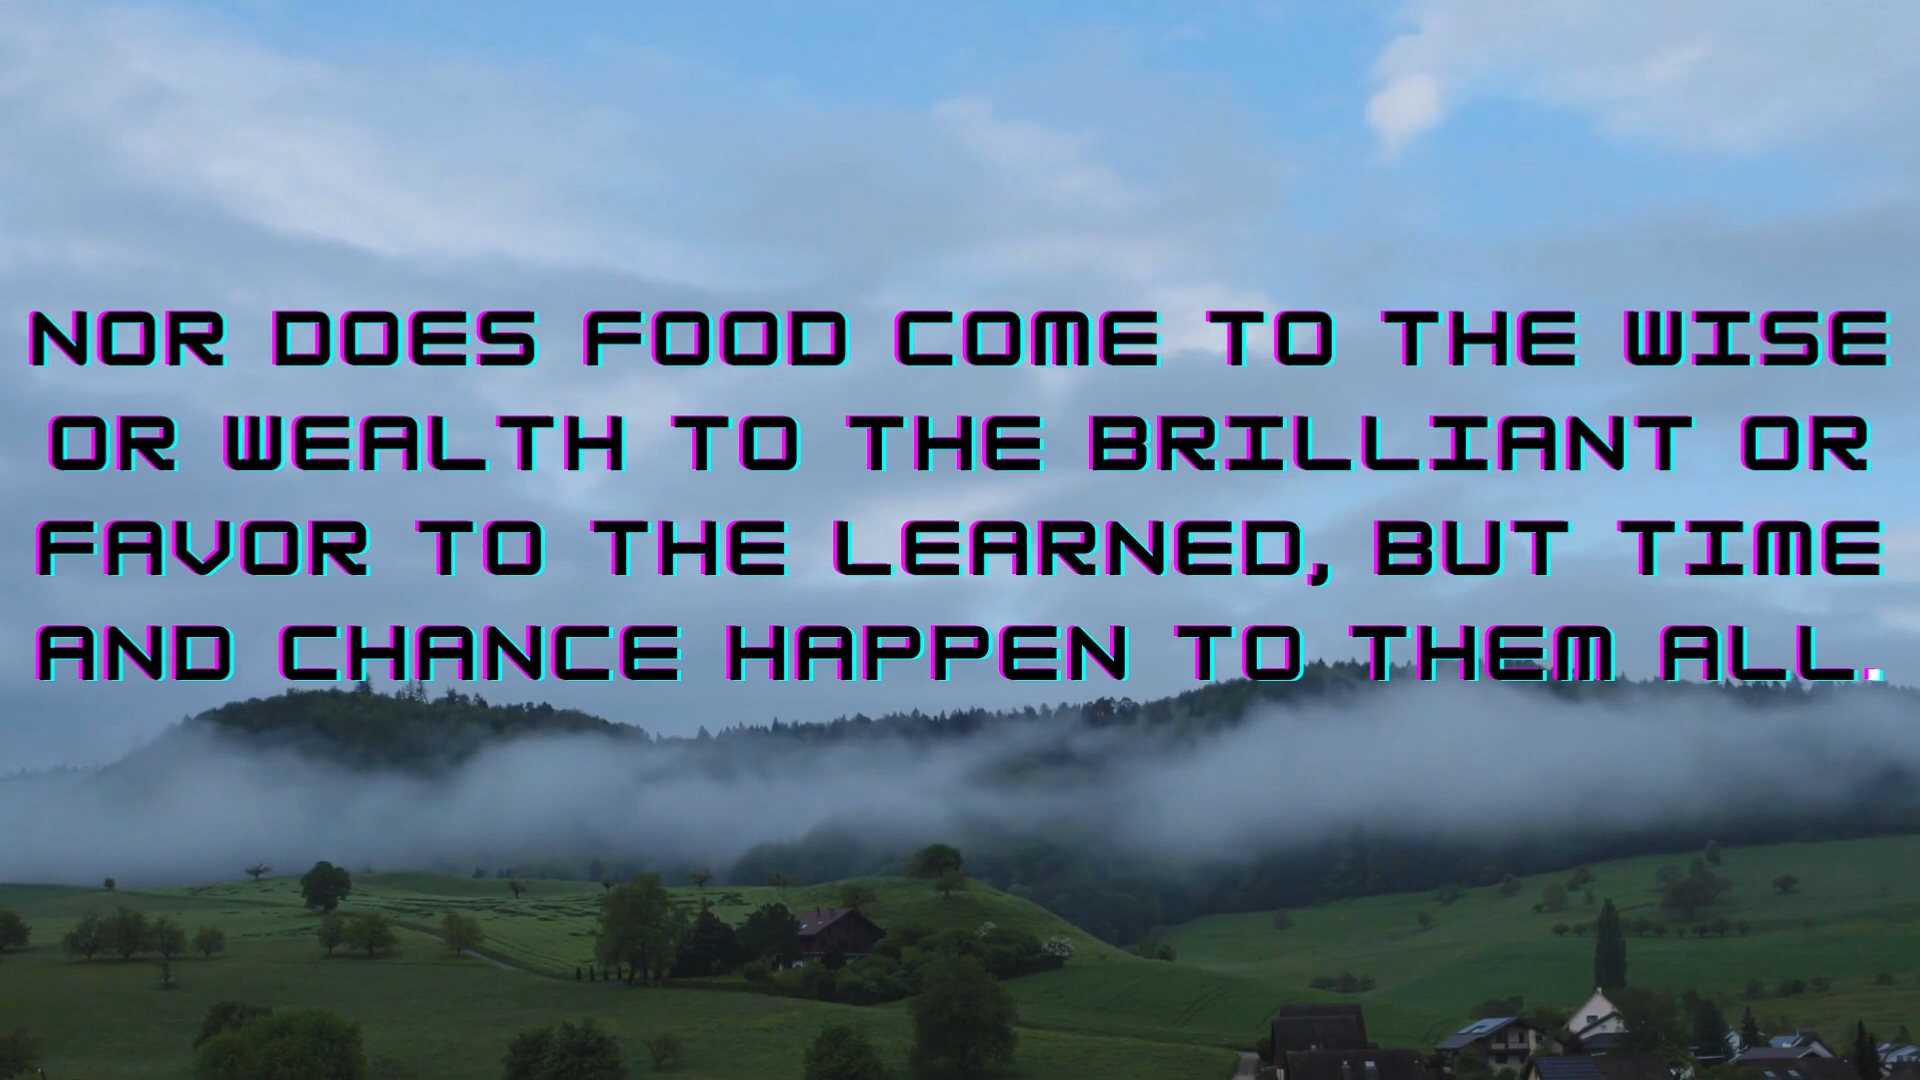 NOR DOES FOOD COME TO THE WISE
OR WEALTH TO THE BRILLIANT OR
FAVOR TO THE LEARNED, BUT TIME
AND CHANCE HAPPEN TO THEM ALL.